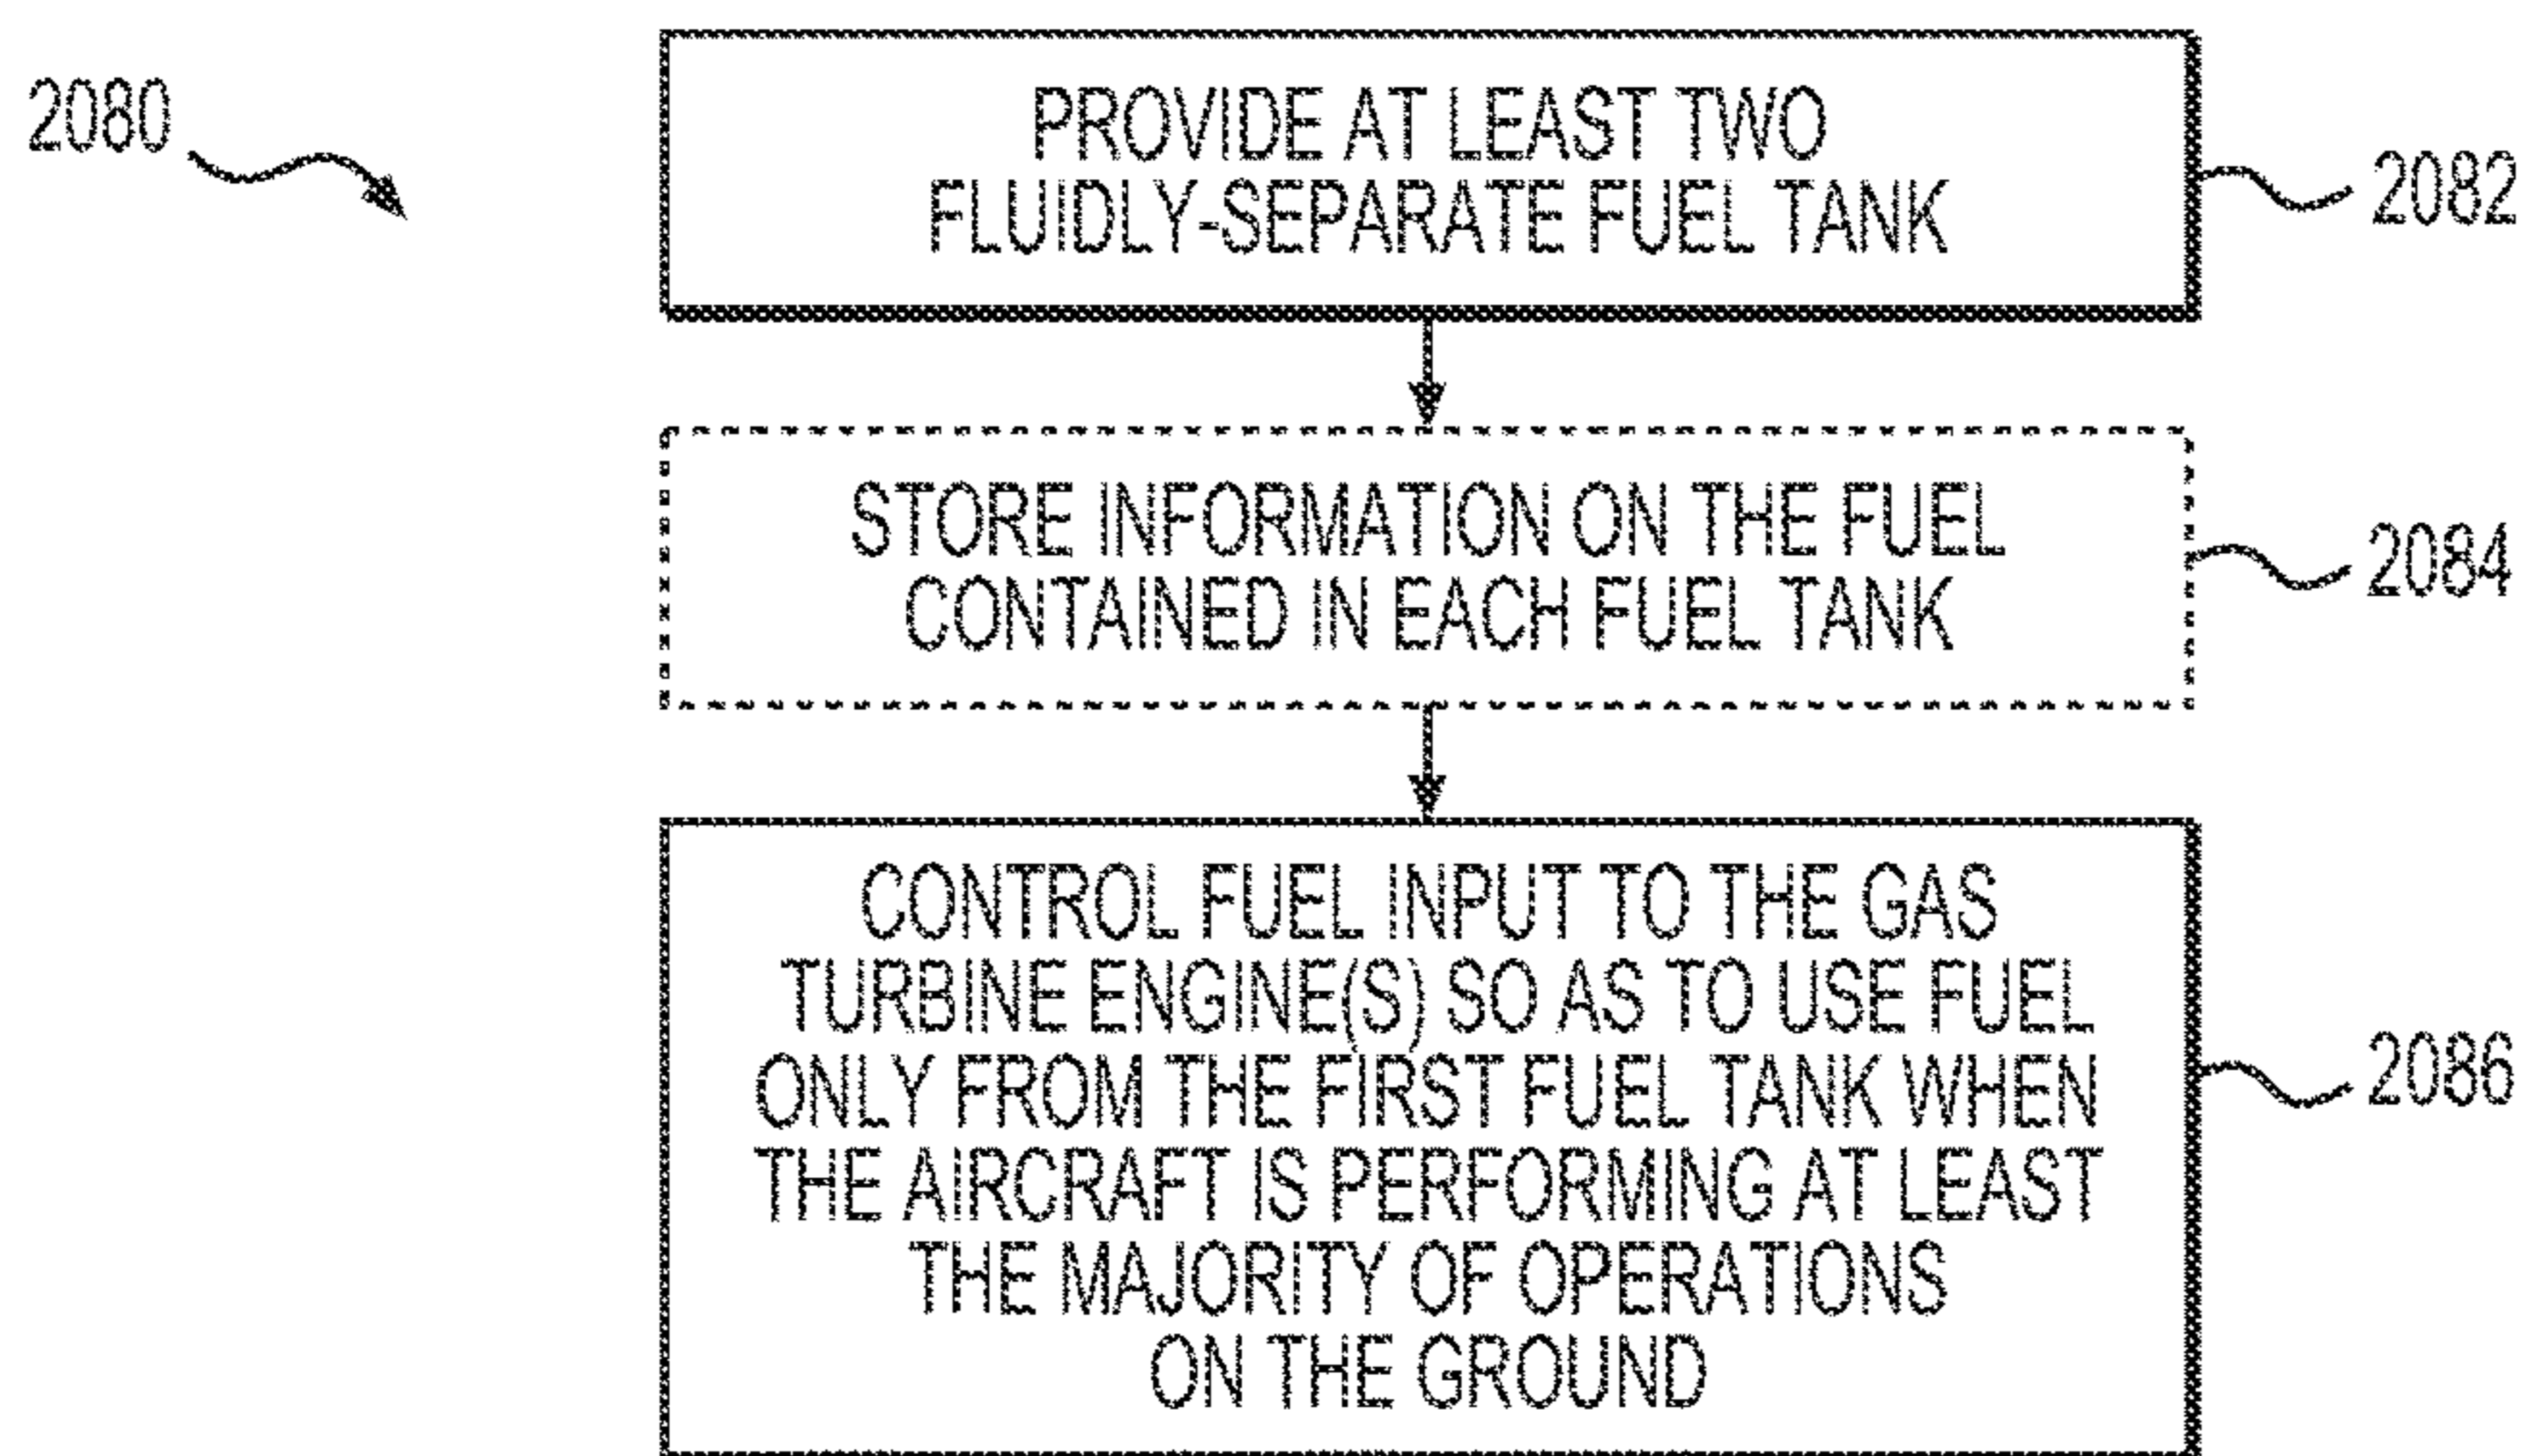 2080
PROVIDE AT LEAST TWO
FLUIDLY-SEPARATE FUEL TANK
2082
STORE INFORMATION ON THE FUEL
CONTAINED IN EACH FUEL TANK
2084
CONTROL FUEL INPUT TO THE GAS
TURBINE ENGINE(S) SO AS TO USE FUEL
ONLY FROM THE FIRST FUEL TANK WHEN
THE AIRCRAFT IS PERFORMING AT LEAST
THE MAJORITY OF OPERATIONS
ON THE GROUND
2086